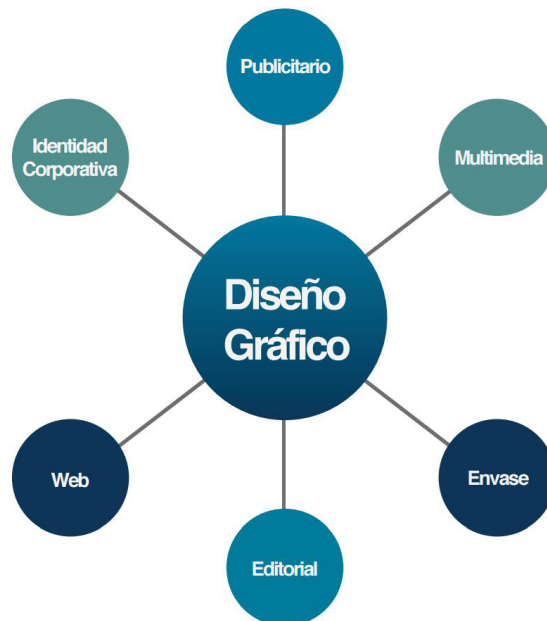 Publicitario
Identidad
Corporativa
Multimedia
Diseño
Gráfico
Web
Envase
Editorial